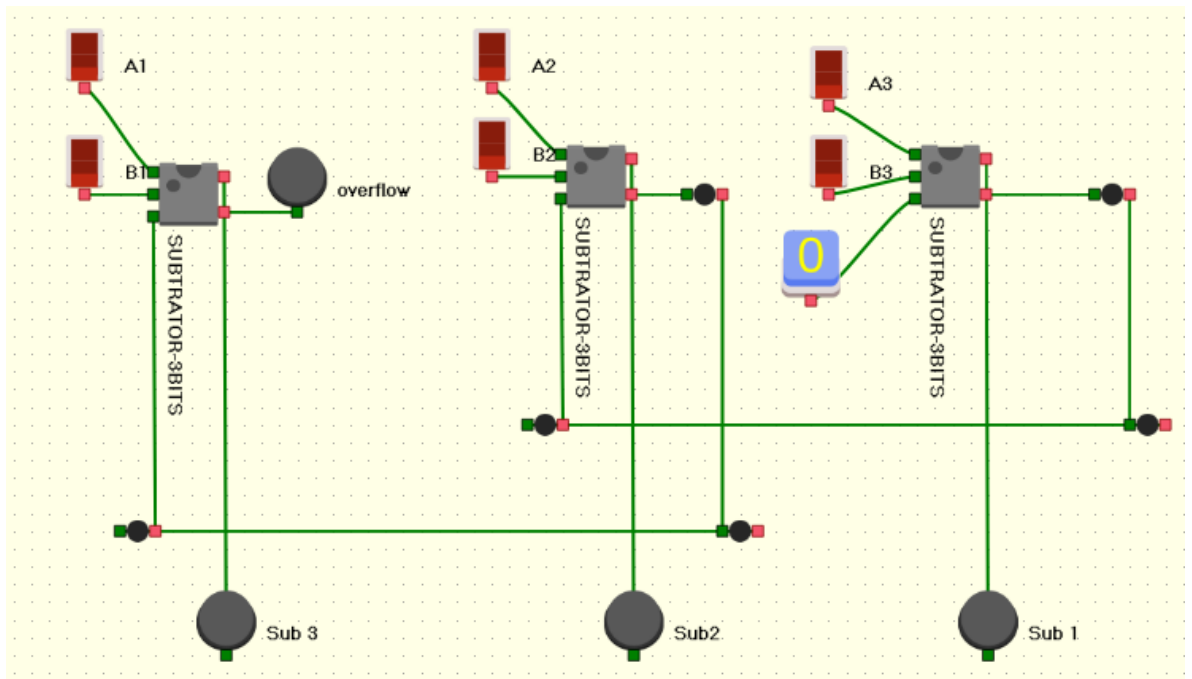 A1
A2
A3
B1
B2
B3
overflow
0
SUBTRATOR-3BITS
SUBTRATOR-3BITS
SUBTRATOR-3BITS
Sub 3
Sub2
Sub 1